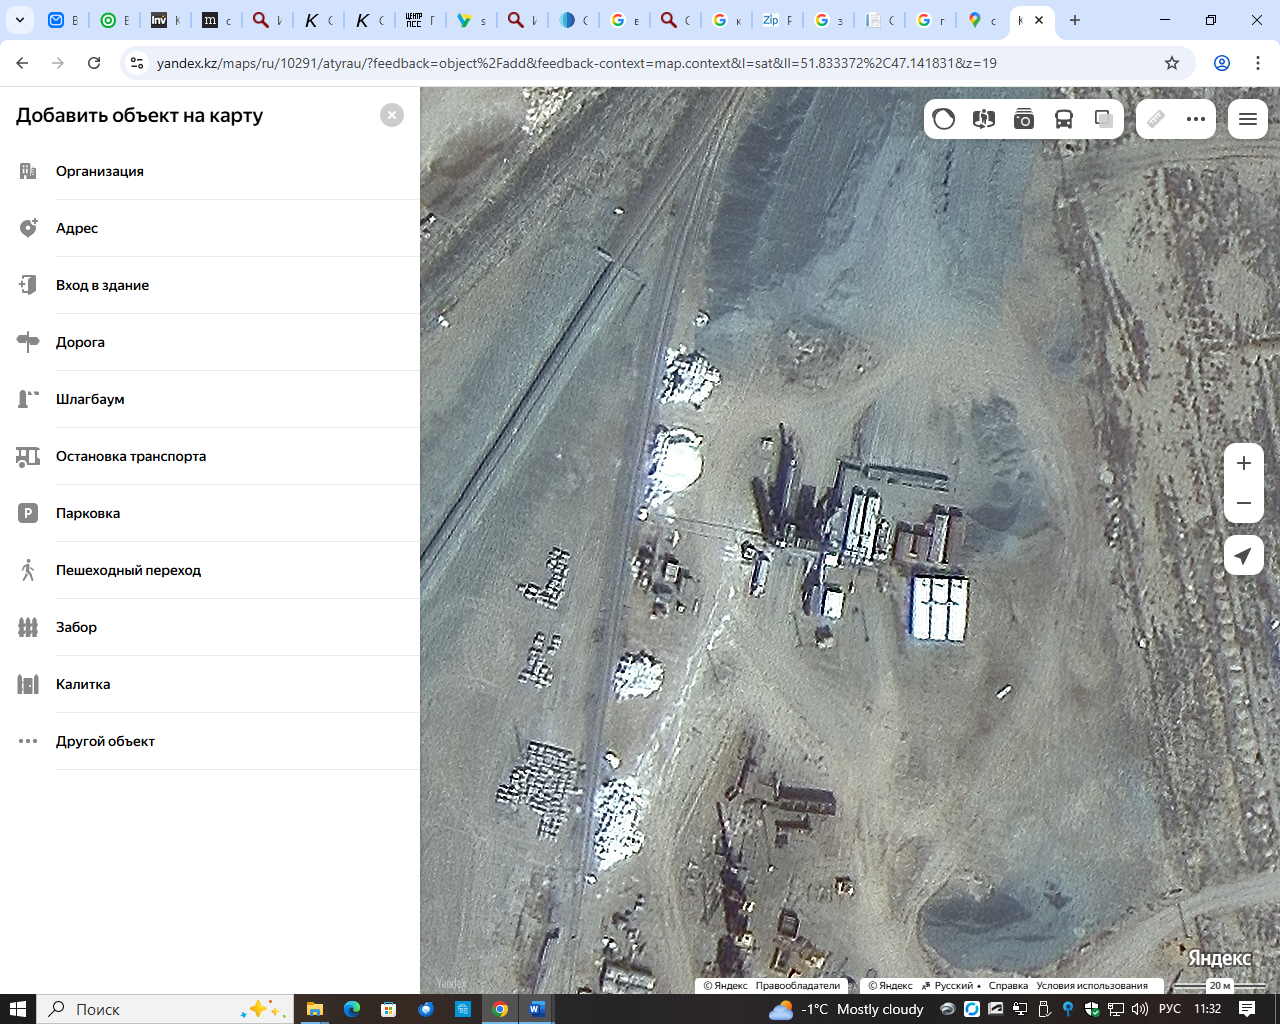 yandex.kz/maps/ru/10291/atyrau/?feedback=object%2Fadd&feedback-context=map.context&l=sat&ll=51.833372%2C47.141831&z=19
Добавить объект на карту
Организация
Адрес
Вход в здание
Дорога
Шлагбаум
Остановка транспорта
Парковка
Пешеходный переход
Забор
Калитка
Другой объект
Яндекс
Yandex
© Яндекс Правообладатели
© Яндекс Русский Справка Условия использования
20 м
Поиск
-1°C Mostly cloudy
РУС
11:32